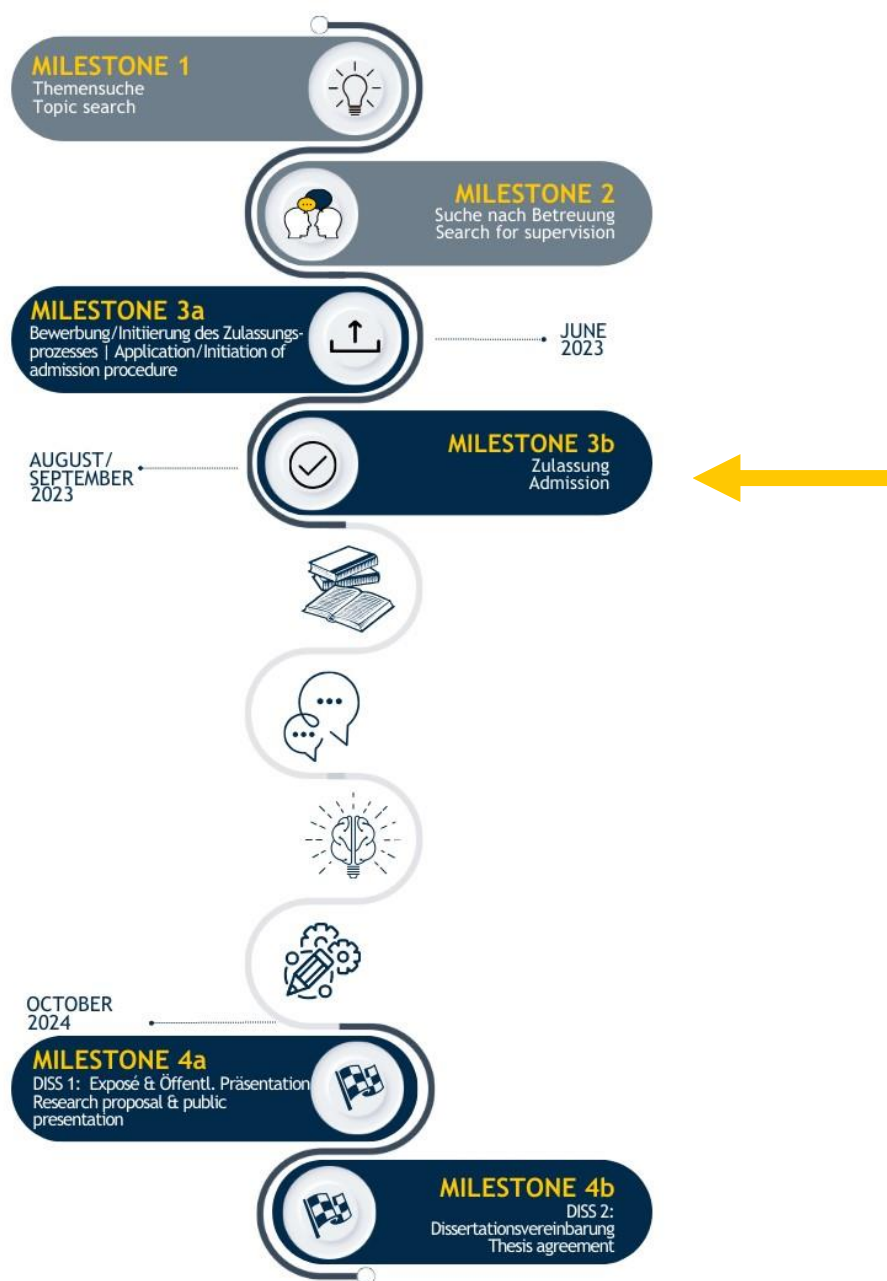 MILESTONE 1
Themensuche
Topic search
MILESTONE 2
Suche nach Betreuung
Search for supervision
MILESTONE 3a
Bewerbung/Initiierung des Zulassungs-
prozesses | Application/Initiation of
admission procedure
JUNE
2023
MILESTONE 3b
Zulassung
Admission
AUGUST/
SEPTEMBER
2023
OCTOBER
2024
MILESTONE 4a
DISS 1: Exposé & Öffentl. Präsentation
Research proposal & public
presentation
MILESTONE 4b
DISS 2:
Dissertationsvereinbarung
Thesis agreement